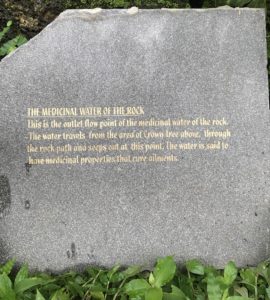 THE MEDICINAL WATER OF THE ROCK
This is the outlet flow point of the medicinal water of the rock.
The water travels from the area of Crown tree above, through
the rock path and seeps out at this point. The water is said to
have medicinal properties that cure ailments.